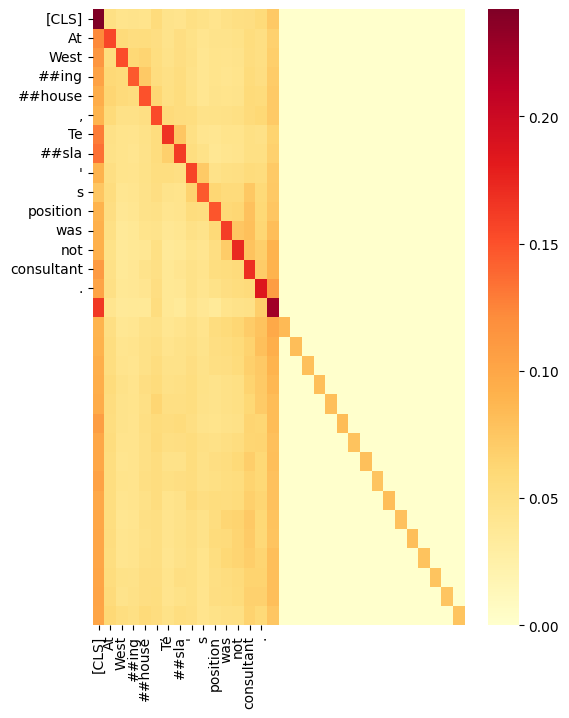 [CLS]
At
West
##ing
##house
,
Te
##sla
'
s
position
was
not
consultant
.
0.20
0.15
0.10
0.05
0.00
[CLS]
At
West
##ing
##house
,
Te
##sla
'
s
position
was
not
consultant
.